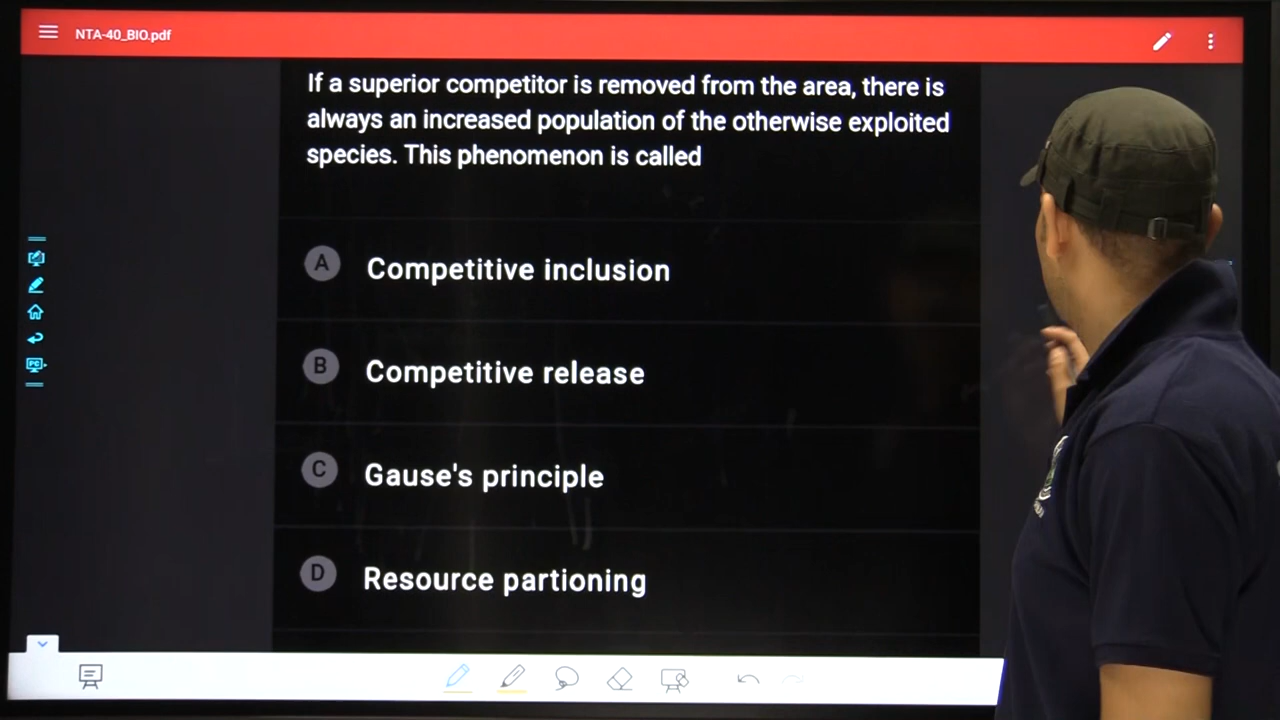 NTA-40_BIO.pdf
If a superior competitor is removed from the area, there is
always an increased population of the otherwise exploited
species. This phenomenon is called
A Competitive inclusion
B Competitive release
C Gause's principle
D Resource partioning
PC